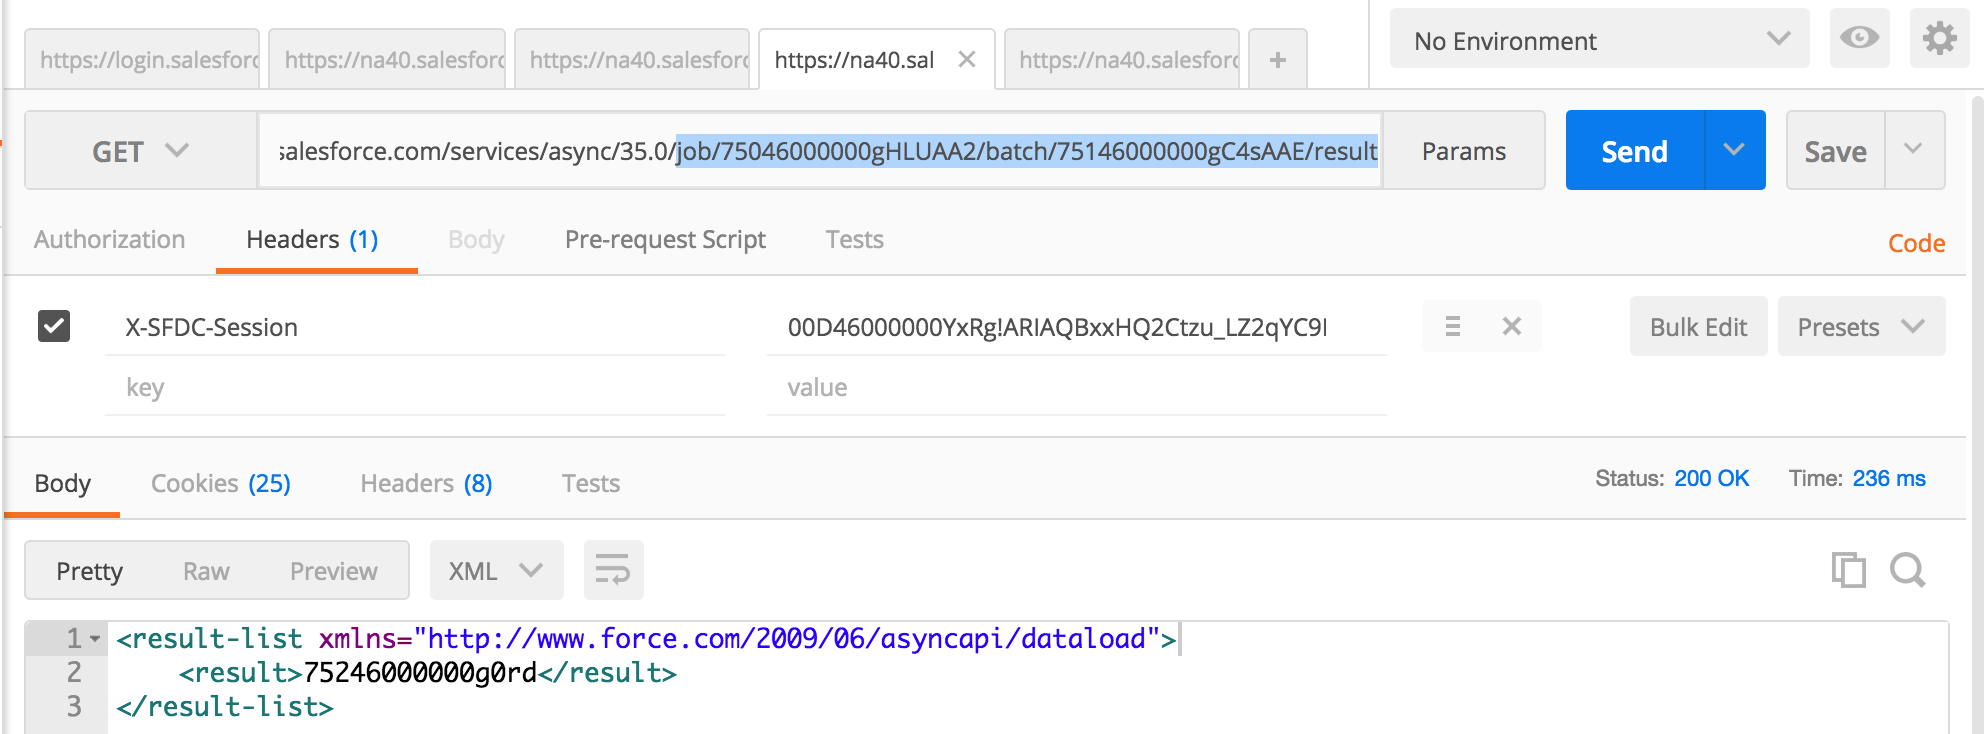 https://login.salesforc https://na40.salesforc https://na40.salesforc https://na40.sal https://na40.salesforc + No Environment
GET salesforce.com/services/async/35.0/job/75046000000gHLUAA2/batch/75146000000gC4sAAE/result Params Send Save
Authorization Headers (1) Body Pre-request Script Tests Code
X-SFDC-Session 00D46000000YxRg!ARIAQBxxHQ2Ctzu_LZ2qYC9 Bulk Edit Presets
key value
Body Cookies (25) Headers (8) Tests Status: 200 OK Time: 236 ms
Pretty Raw Preview XML
1 <result-list xmlns="http://www.force.com/2009/06/asyncapi/dataload">
2 <result>75246000000g0rd</result>
3 </result-list>